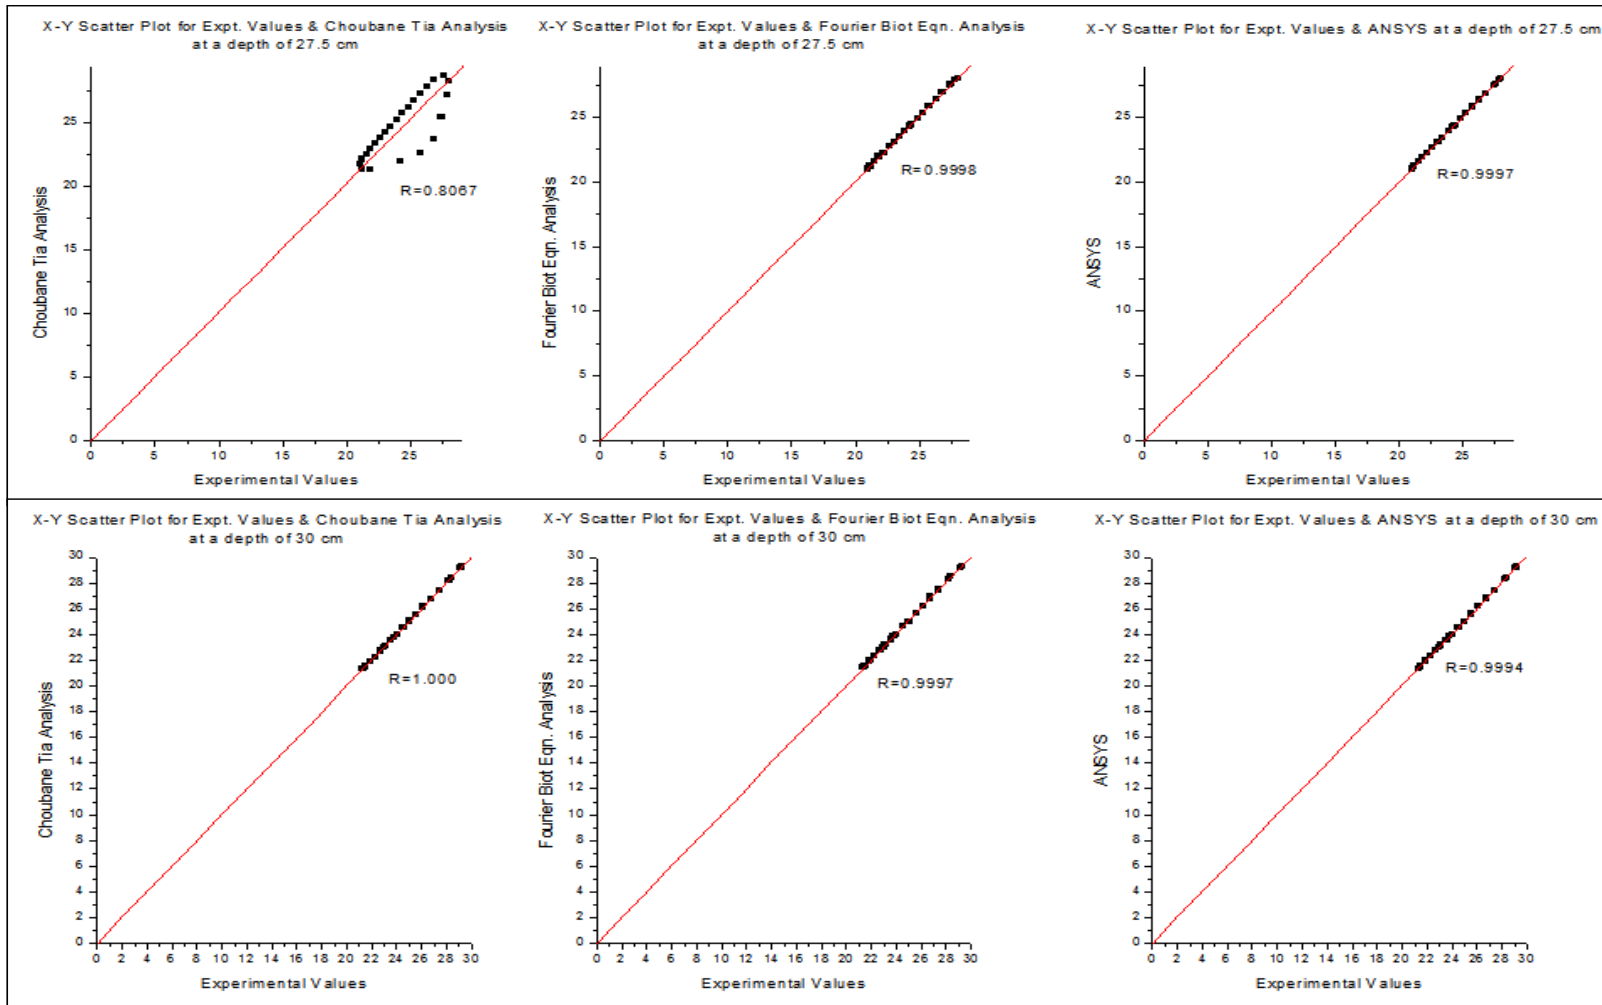 X-Y Scatter Plot for Expt. Values & Choubane Tia Analysis
at a depth of 27.5 cm
25
20
15
10
5
0
Choubane Tia Analysis
R=0.8067
0 5 10 15 20 25
Experimental Values
X-Y Scatter Plot for Expt. Values & Fourier Biot Eqn. Analysis
at a depth of 27.5 cm
25
20
15
10
5
0
Fourier Biot Eqn. Analysis
R=0.9998
0 5 10 15 20 25
Experimental Values
X-Y Scatter Plot for Expt. Values & ANSYS at a depth of 27.5 cm
25
20
15
10
5
0
ANSYS
R=0.9997
0 5 10 15 20 25
Experimental Values
X-Y Scatter Plot for Expt. Values & Choubane Tia Analysis
at a depth of 30 cm
30
28
26
24
22
20
18
16
14
12
10
8
6
4
2
0
Choubane Tia Analysis
R=1.000
0 2 4 6 8 10 12 14 16 18 20 22 24 26 28 30
Experimental Values
X-Y Scatter Plot for Expt. Values & Fourier Biot Eqn. Analysis
at a depth of 30 cm
30
28
26
24
22
20
18
16
14
12
10
8
6
4
2
0
Fourier Biot Eqn. Analysis
R=0.9997
0 2 4 6 8 10 12 14 16 18 20 22 24 26 28 30
Experimental Values
X-Y Scatter Plot for Expt. Values & ANSYS at a depth of 30 cm
30
28
26
24
22
20
18
16
14
12
10
8
6
4
2
0
ANSYS
R=0.9994
0 2 4 6 8 10 12 14 16 18 20 22 24 26 28 30
Experimental Values